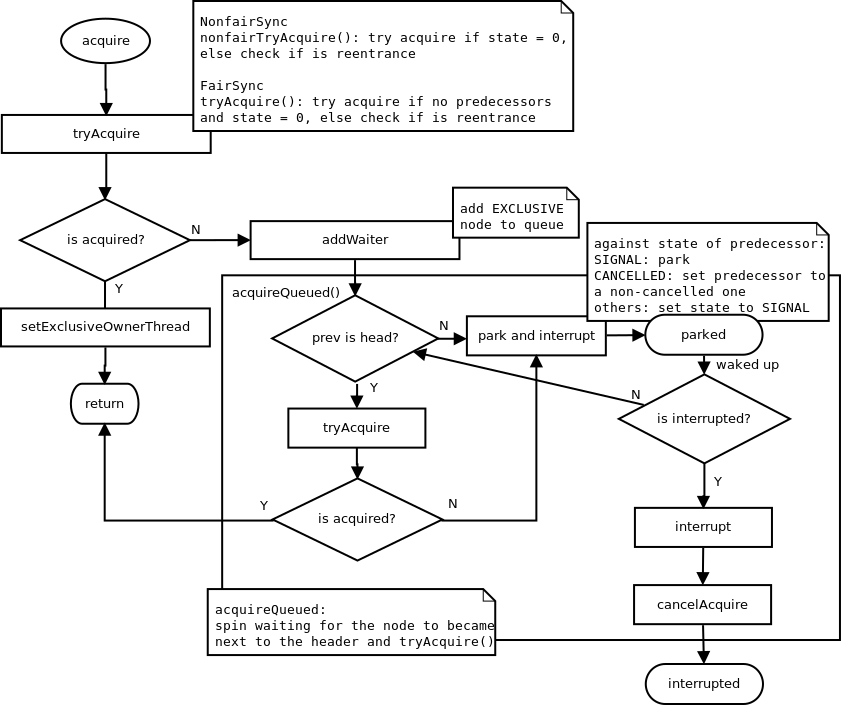 acquire
NonfairSync
nonfairTryAcquire(): try acquire if state = 0,
else check if is reentrance
FairSync
tryAcquire(): try acquire if no predecessors
and state = 0, else check if is reentrance
tryAcquire
is acquired?
N
Y
addWaiter
add EXCLUSIVE
node to queue
against state of predecessor:
SIGNAL: park
CANCELLED: set predecessor to
a non-cancelled one
others: set state to SIGNAL
setExclusiveOwnerThread
return
acquireQueued()
prev is head?
N
Y
park and interrupt
parked
waked up
is interrupted?
N
Y
tryAcquire
is acquired?
Y
N
interrupt
cancelAcquire
interrupted
acquireQueued:
spin waiting for the node to became
next to the header and tryAcquire()